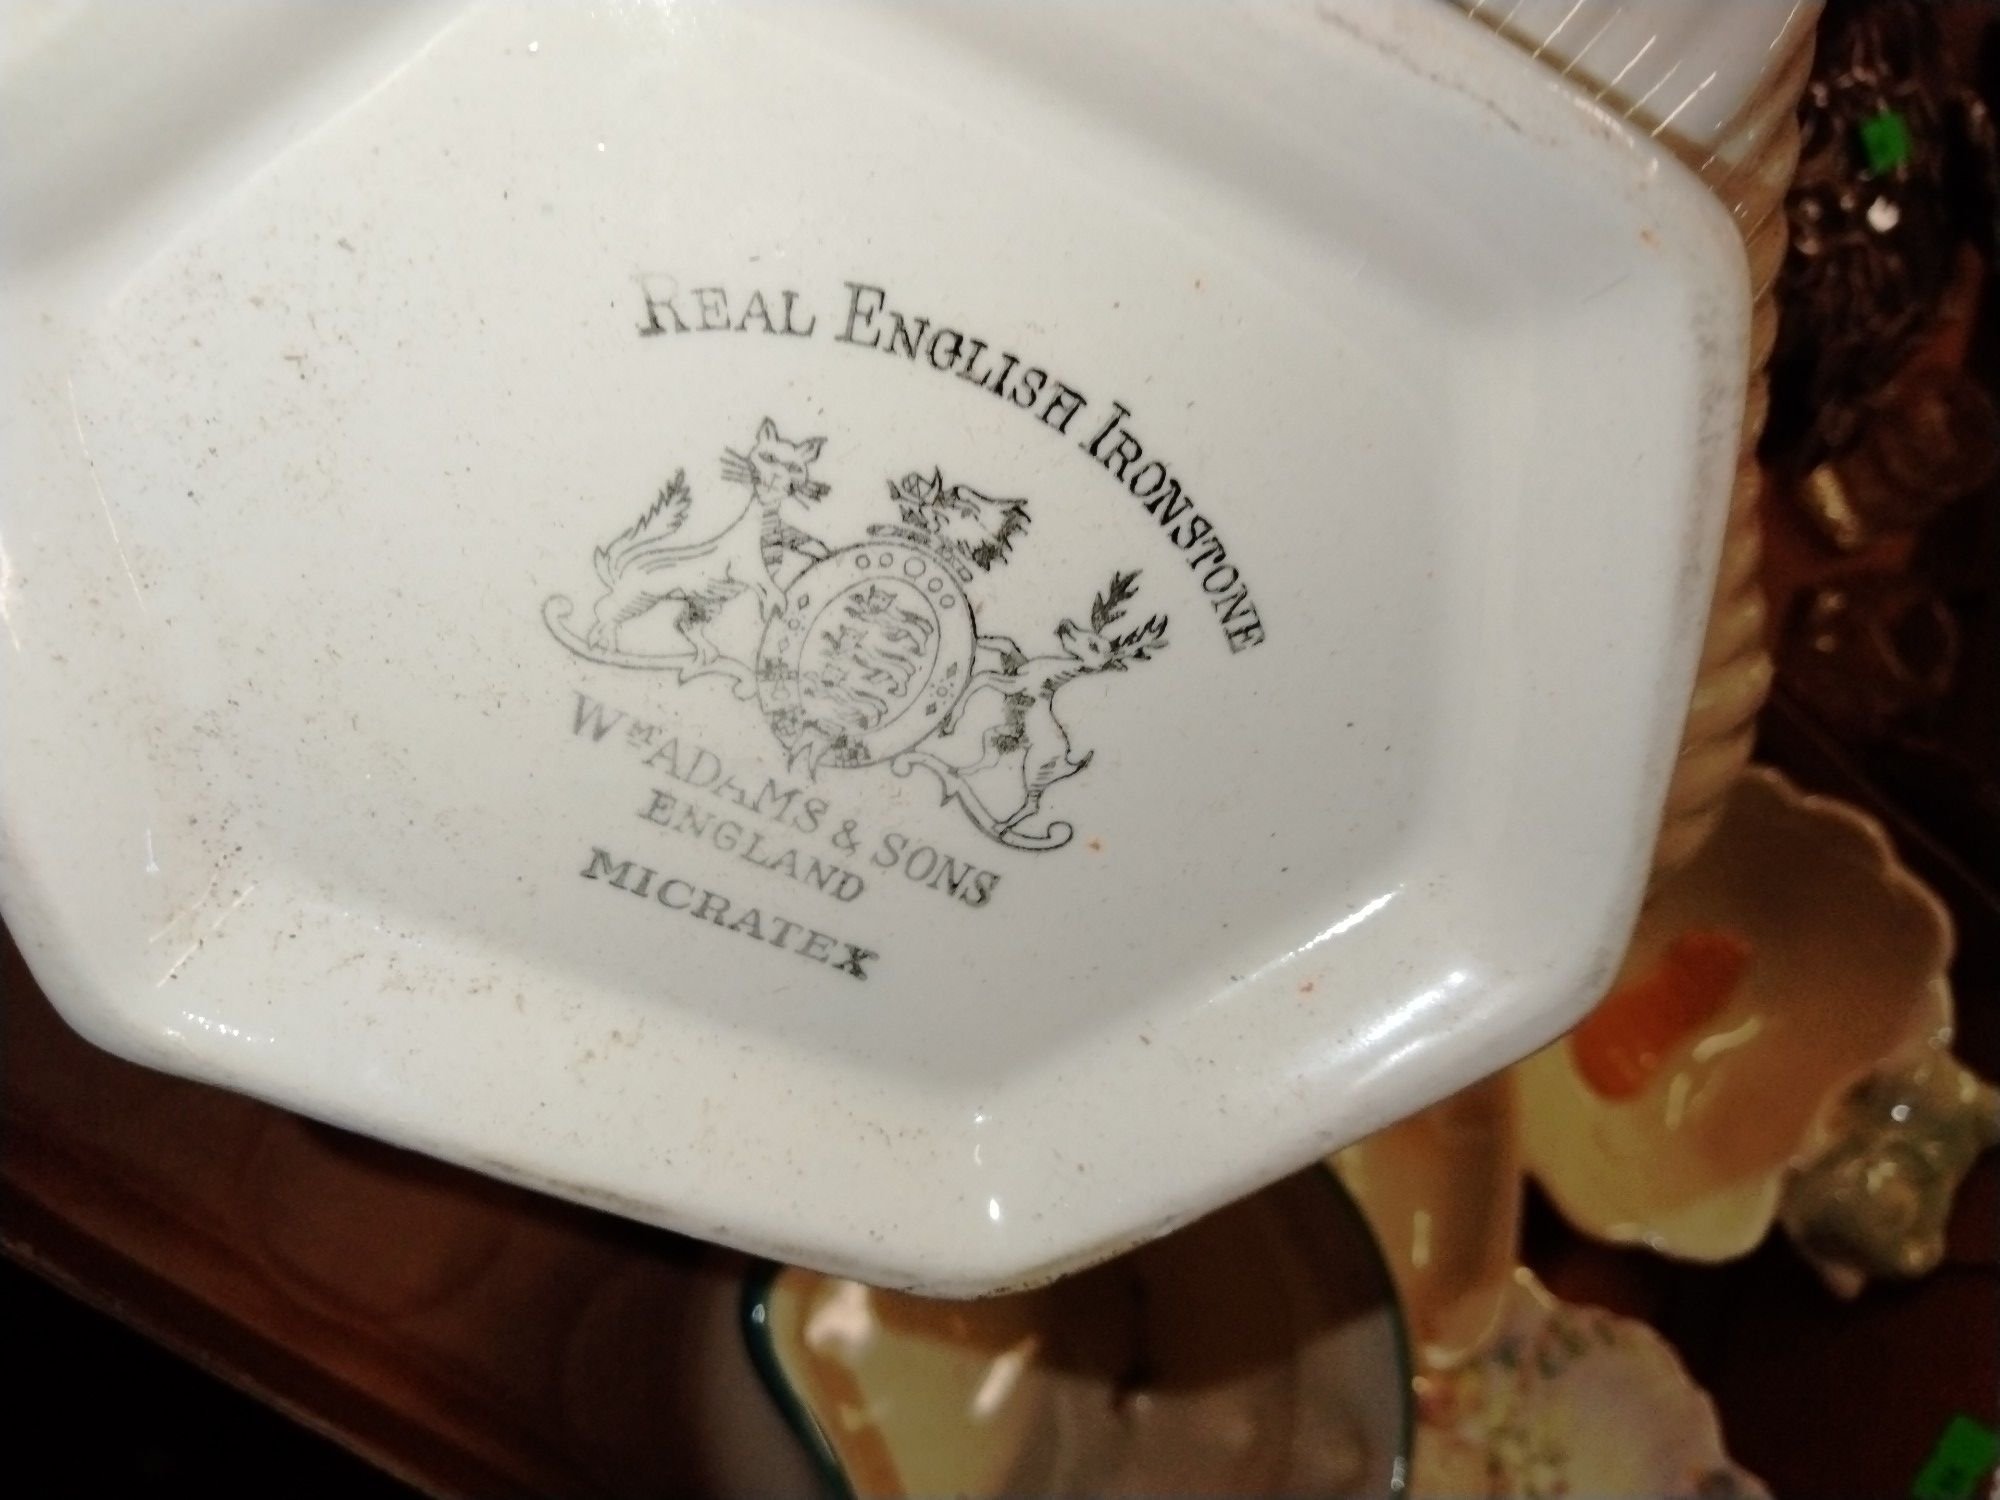 REAL ENGLISH IRONSTONE
WM ADAMS & SONS
ENGLAND
MICRATEX